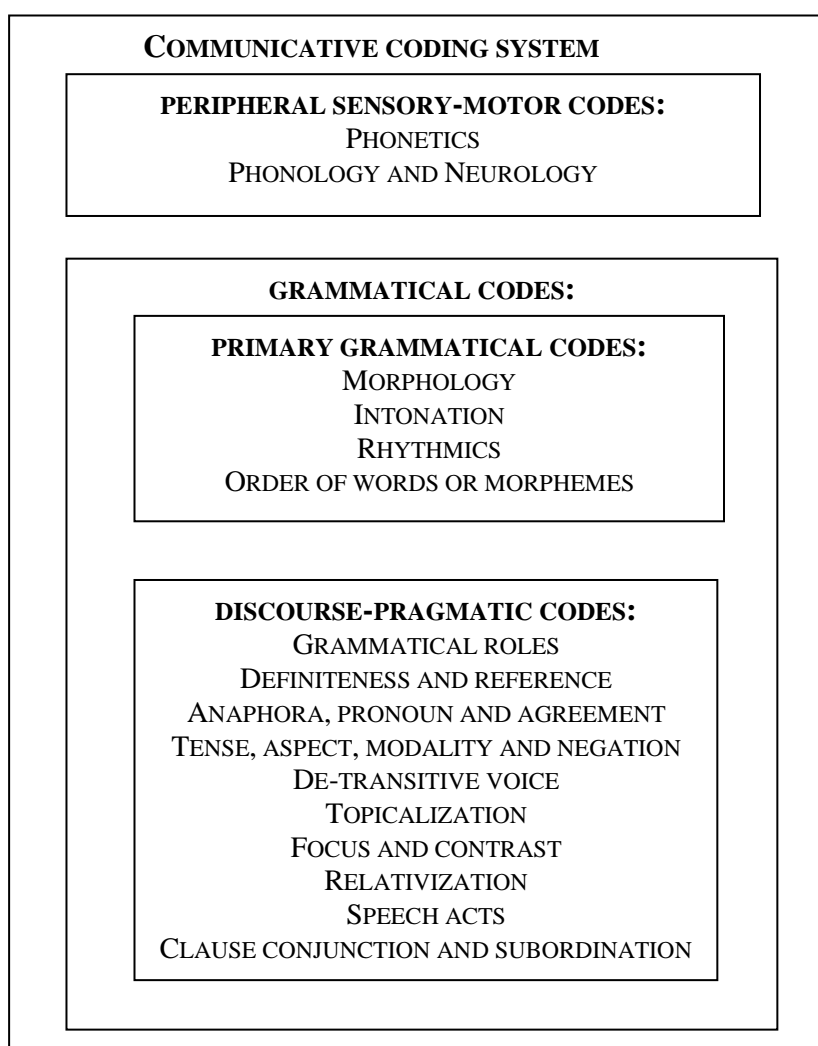 COMMUNICATIVE CODING SYSTEM
PERIPHERAL SENSORY-MOTOR CODES:
PHONETICS
PHONOLOGY AND NEUROLOGY
GRAMMATICAL CODES:
PRIMARY GRAMMATICAL CODES:
MORPHOLOGY
INTONATION
RHYTHMICS
ORDER OF WORDS OR MORPHEMES
DISCOURSE-PRAGMATIC CODES:
GRAMMATICAL ROLES
DEFINITENESS AND REFERENCE
ANAPHORA, PRONOUN AND AGREEMENT
TENSE, ASPECT, MODALITY AND NEGATION
DE-TRANSITIVE VOICE
TOPICALIZATION
FOCUS AND CONTRAST
RELATIVIZATION
SPEECH ACTS
CLAUSE CONJUNCTION AND SUBORDINATION